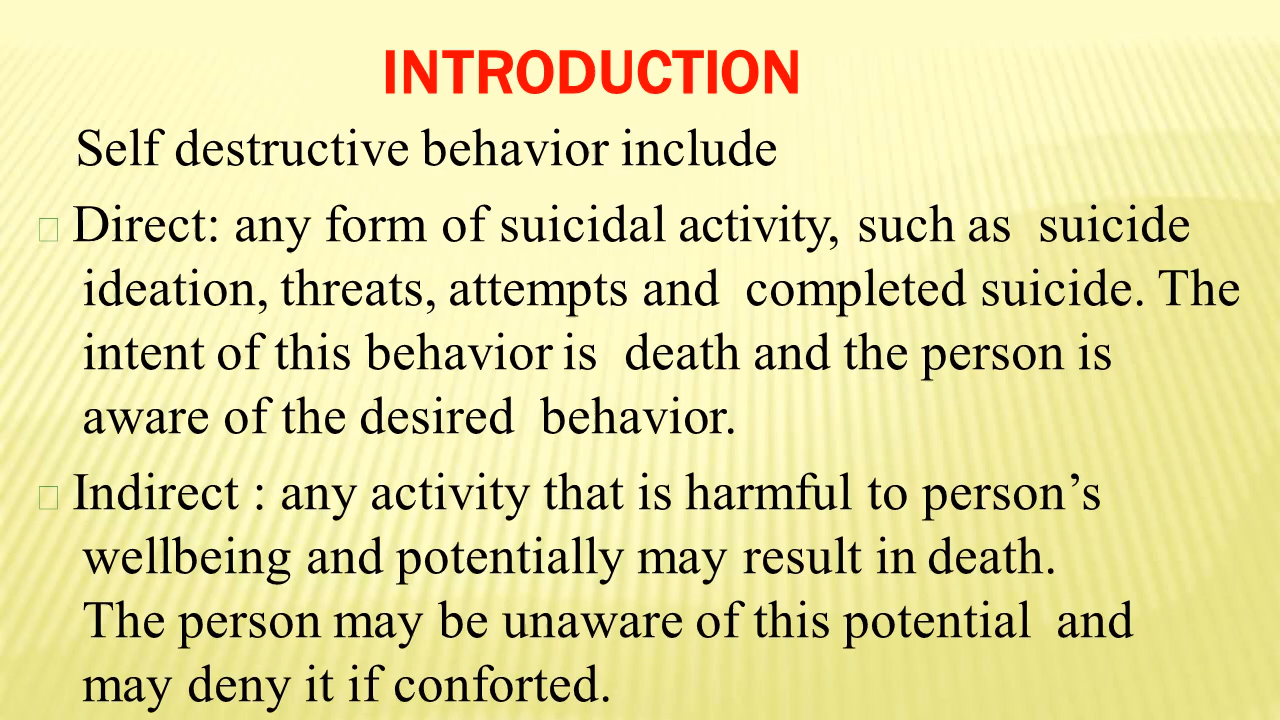 INTRODUCTION
Self destructive behavior include
Direct: any form of suicidal activity, such as suicide
ideation, threats, attempts and completed suicide. The
intent of this behavior is death and the person is
aware of the desired behavior.
Indirect : any activity that is harmful to person’s
wellbeing and potentially may result in death.
The person may be unaware of this potential and
may deny it if conforted.